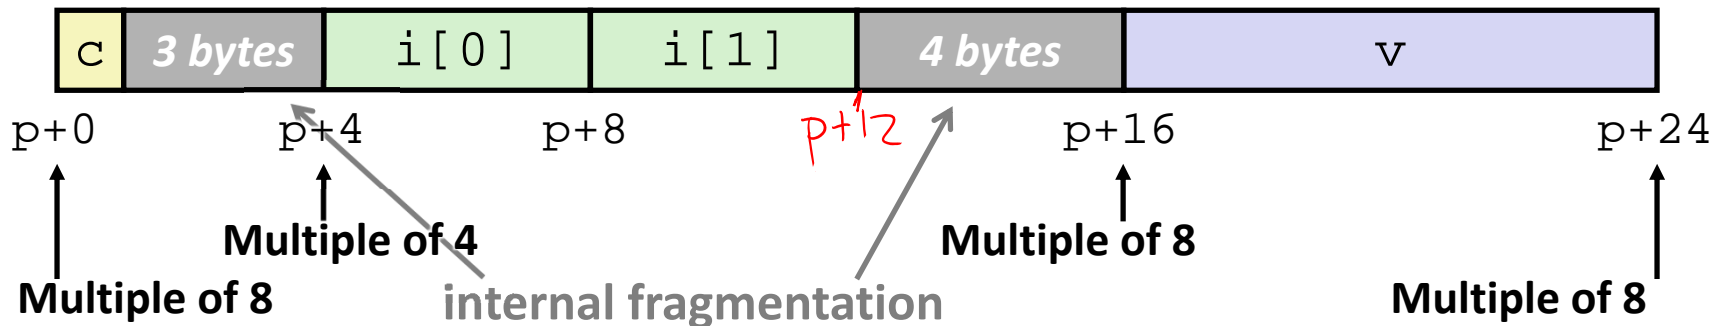 c 3 bytes i[0] i[1] 4 bytes v
p+0 p+4 p+8 p+12 p+16 p+24
Multiple of 4 Multiple of 8
Multiple of 8 internal fragmentation Multiple of 8